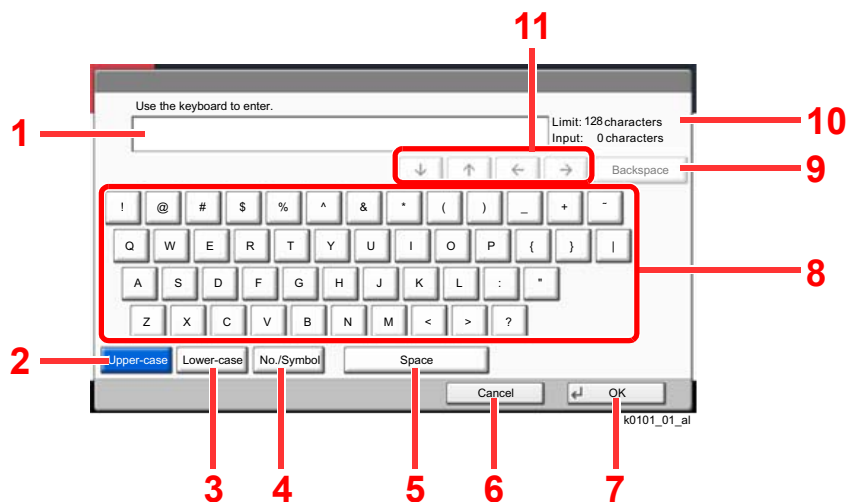 11
Use the keyboard to enter.
1
Limit: 128 characters
10
Input: 0 characters
↓ ↑ ← → Backspace
9
! @ # $ % ^ & * ( ) _ + ~
Q W E R T Y U I O P { } |
8
A S D F G H J K L : "
Z X C V B N M < > ?
2
Upper-case Lower-case No./Symbol Space
Cancel ↵ OK
k0101_01_al
3 4 5 6 7